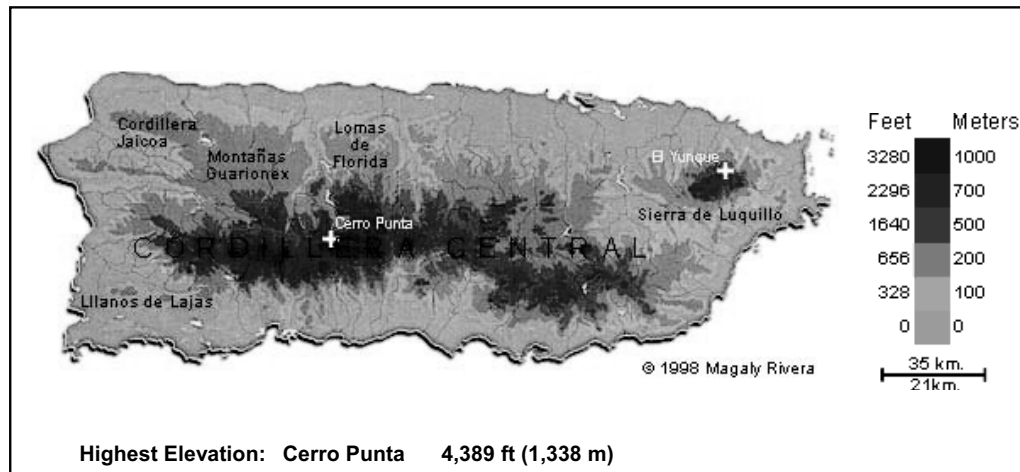 Cordillera
Jaicoa
Lomas
de
Florida
Montañas
Guarionex
El Yunque
Cerro Punta
Sierra de Luquillo
CORDILLERA CENTRAL
Lllanos de Lajas
Feet Meters
3280 1000
2296 700
1640 500
656 200
328 100
0 0
35 km.
21km.
© 1998 Magaly Rivera
Highest Elevation: Cerro Punta 4,389 ft (1,338 m)